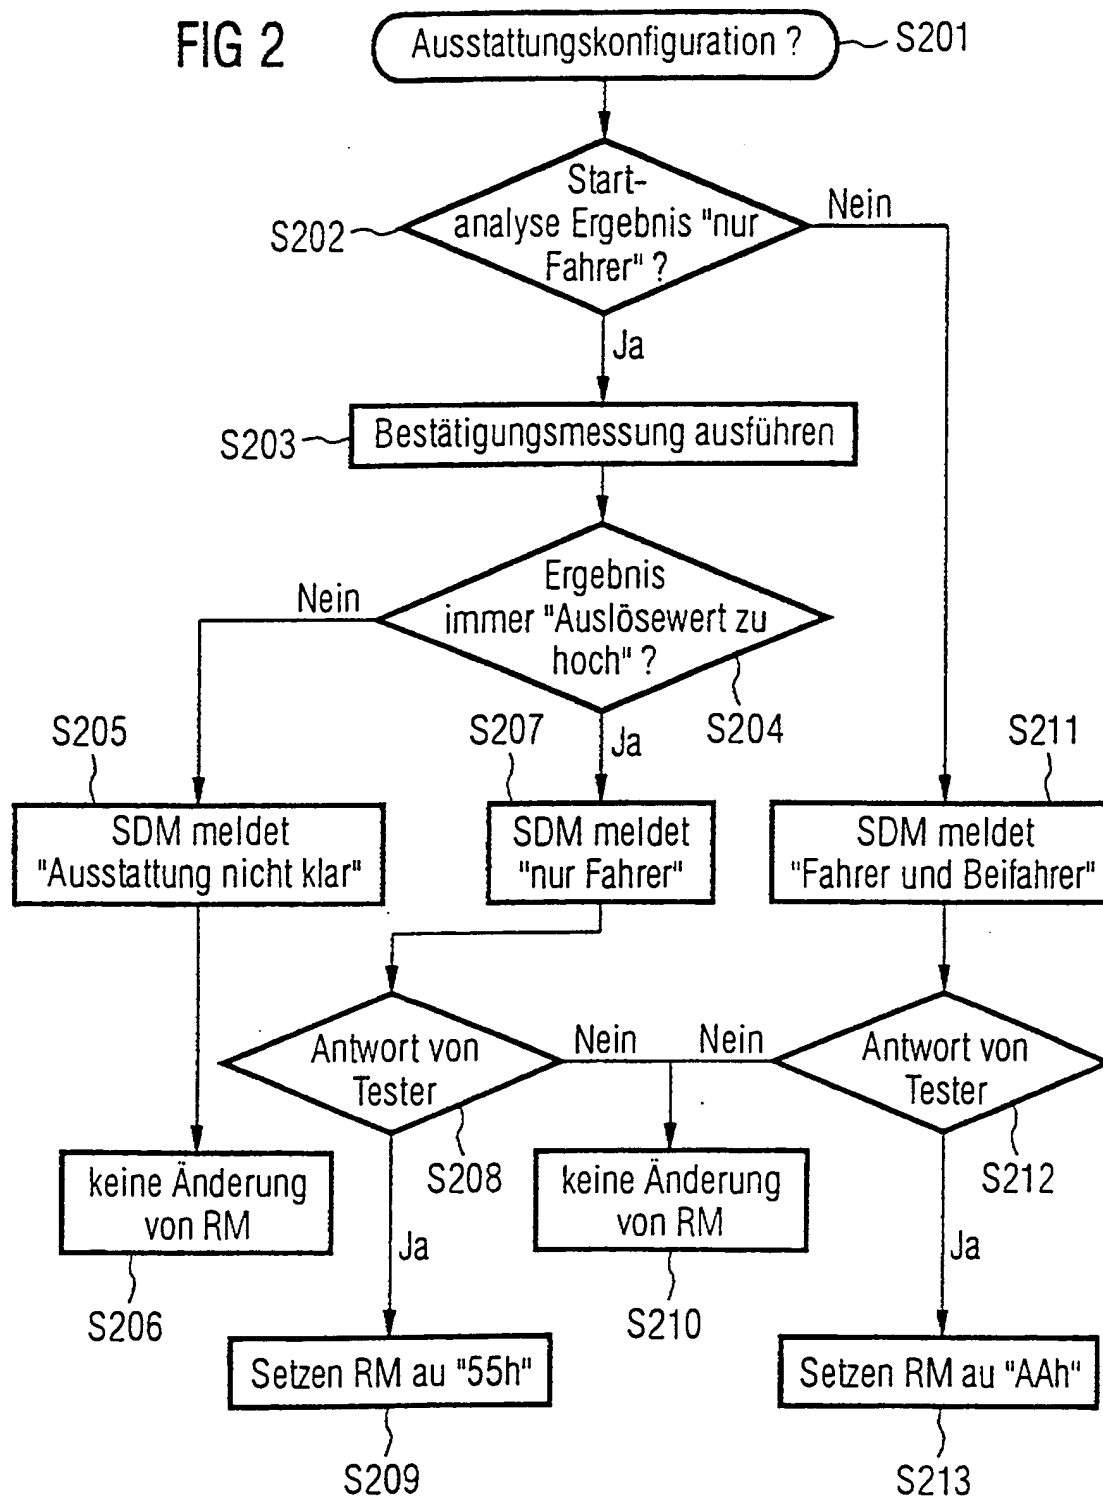 FIG 2
Ausstattungskonfiguration ?
S201
Start-
analyse Ergebnis "nur
Fahrer" ?
S202
Nein
Ja
Bestätigungsmessung ausführen
S203
Ergebnis
immer "Auslösewert zu
hoch" ?
Nein
S204
S205
S207
Ja
S211
SDM meldet
"Ausstattung nicht klar"
SDM meldet
"nur Fahrer"
SDM meldet
"Fahrer und Beifahrer"
Antwort von
Tester
Nein
Nein
Antwort von
Tester
S208
S212
keine Änderung
von RM
keine Änderung
von RM
Ja
Ja
S206
S210
Setzen RM au "55h"
Setzen RM au "AAh"
S209
S213